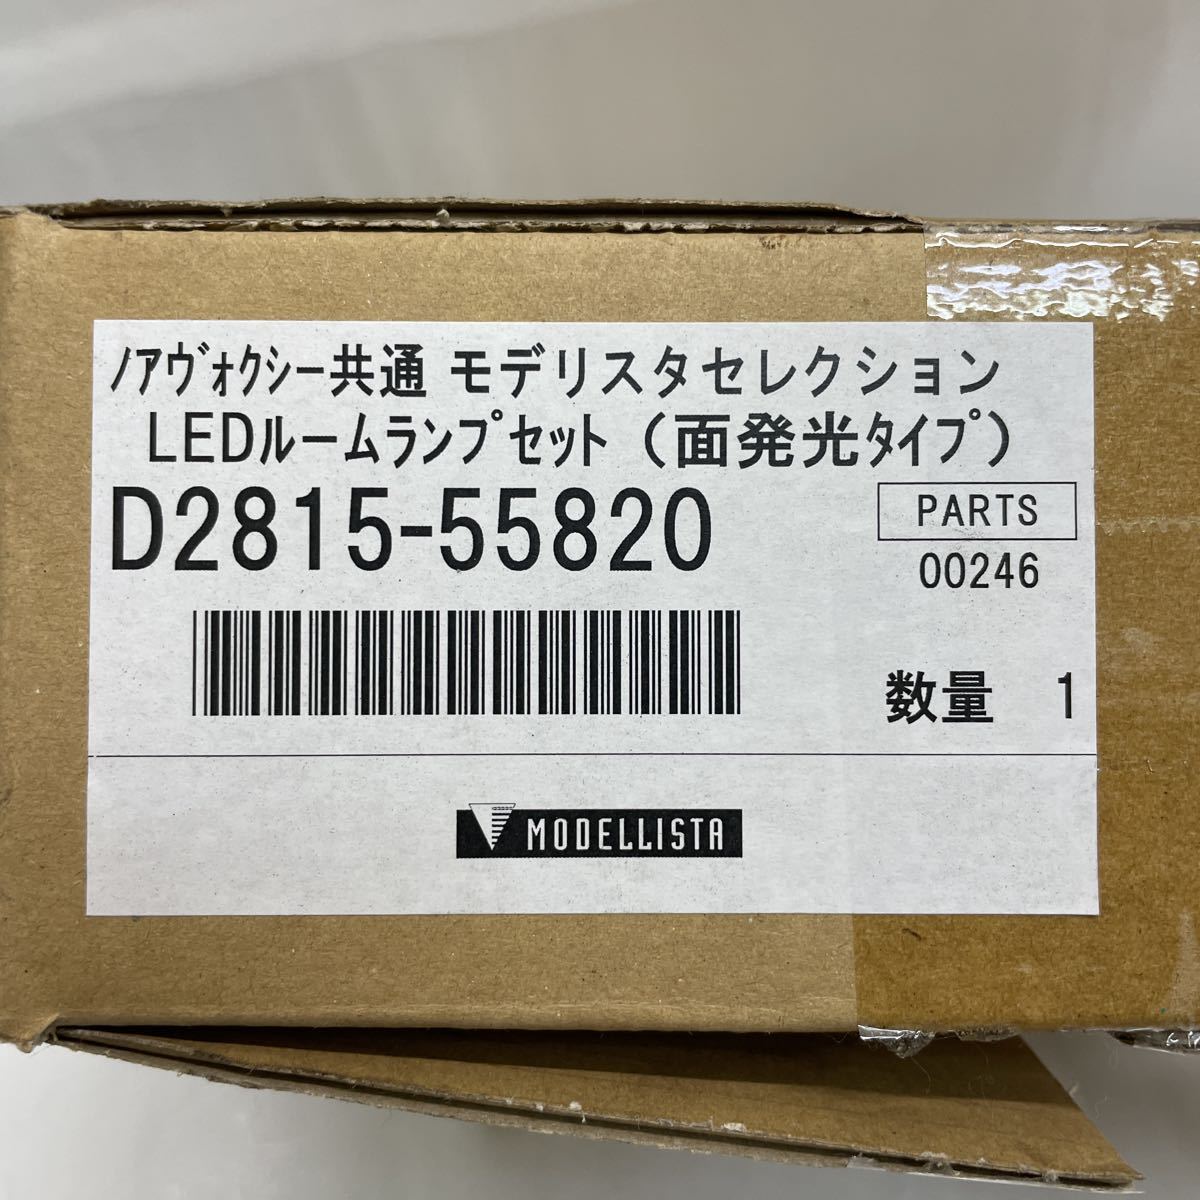 ﾉｱｳﾞｫｸｼー共通 モデリスタセレクション
LEDﾙｰﾑﾗﾝﾌﾟｾｯﾄ（面発光ﾀｲﾌﾟ）
D2815-55820
PARTS
00246
数量 1
MODELLISTA